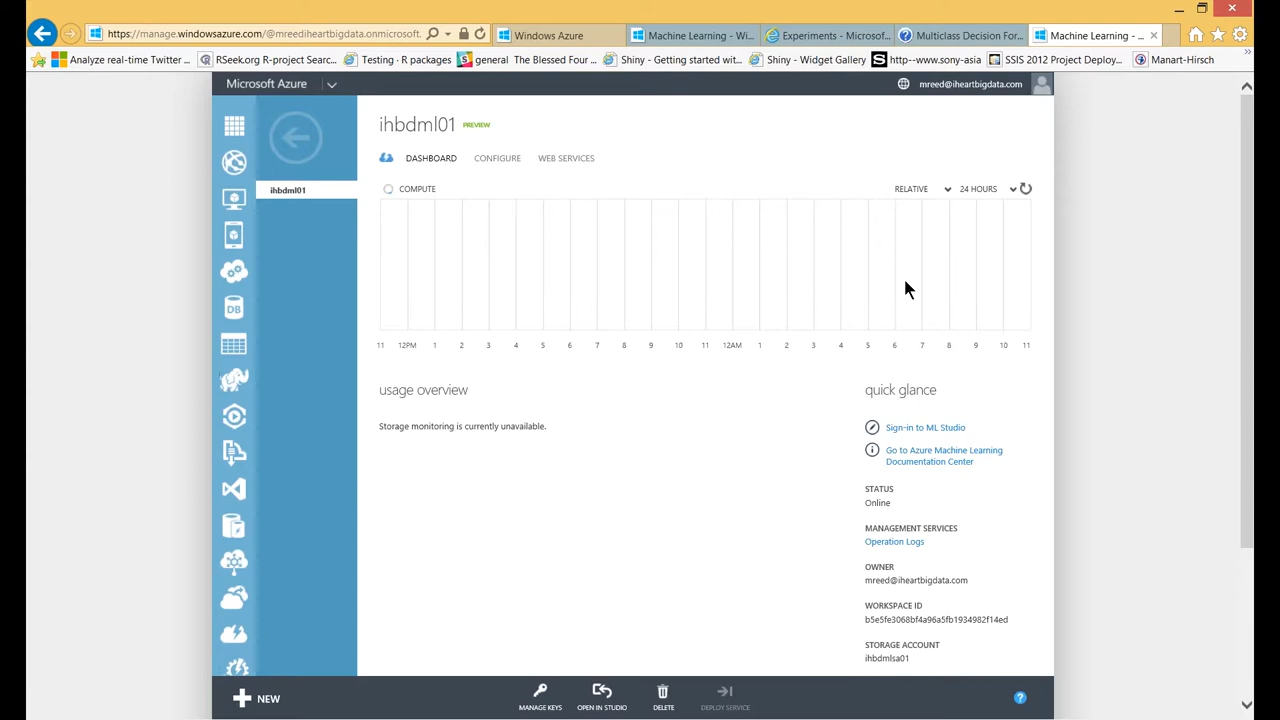 https://manage.windowsazure.com/@mreediheartbigdata.onmicrosoft.
Windows Azure
Machine Learning - Wi...
Experiments - Microsof...
Multiclass Decision For...
Machine Learning - ...
Analyze real-time Twitter ...
RSeek.org R-project Searc...
Testing · R packages
general
The Blessed Four ...
Shiny - Getting started wit...
Shiny - Widget Gallery
http--www.sony-asia
SSIS 2012 Project Deploy...
Manart-Hirsch
Microsoft Azure
mreed@iheartbigdata.com
ihbdml01 PREVIEW
DASHBOARD CONFIGURE WEB SERVICES
ihbdml01
COMPUTE RELATIVE 24 HOURS
11 12PM 1 2 3 4 5 6 7 8 9 10 11 12AM 1 2 3 4 5 6 7 8 9 10 11
usage overview
Storage monitoring is currently unavailable.
quick glance
Sign-in to ML Studio
Go to Azure Machine Learning
Documentation Center
STATUS
Online
MANAGEMENT SERVICES
Operation Logs
OWNER
mreed@iheartbigdata.com
WORKSPACE ID
b5e5fe3068bf4a96a5fb1934982f14ed
STORAGE ACCOUNT
ihbdmlsa01
DB
NEW
MANAGE KEYS
OPEN IN STUDIO
DELETE
DEPLOY SERVICE
?